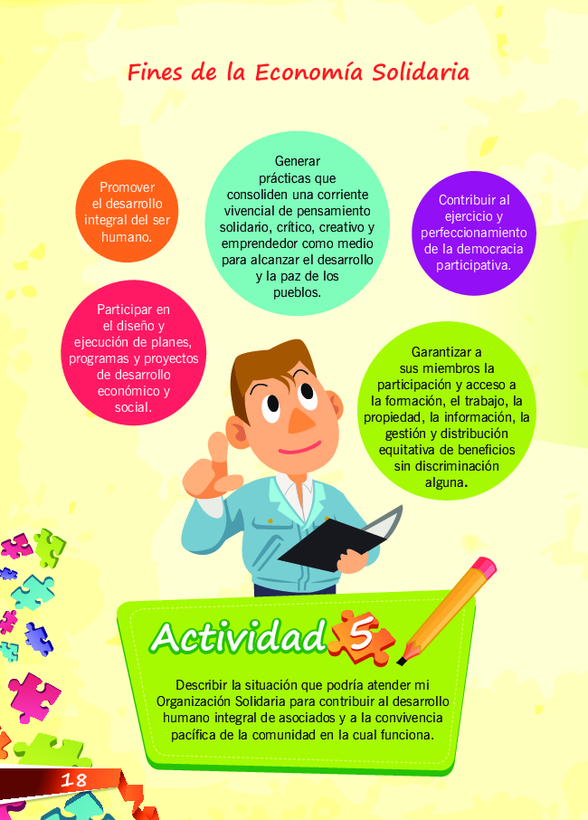 Fines de la Economía Solidaria
Promover
el desarrollo
integral del ser
humano.
Generar
prácticas que
consoliden una corriente
vivencial de pensamiento
solidario, crítico, creativo y
emprendedor como medio
para alcanzar el desarrollo
y la paz de los
pueblos.
Contribuir al
ejercicio y
perfeccionamiento
de la democracia
participativa.
Participar en
el diseño y
ejecución de planes,
programas y proyectos
de desarrollo
económico y
social.
Garantizar a
sus miembros la
participación y acceso a
la formación, el trabajo, la
propiedad, la información, la
gestión y distribución
equitativa de beneficios
sin discriminación
alguna.
Actividad 5
Describir la situación que podría atender mi
Organización Solidaria para contribuir al desarrollo
humano integral de asociados y a la convivencia
pacífica de la comunidad en la cual funciona.
18